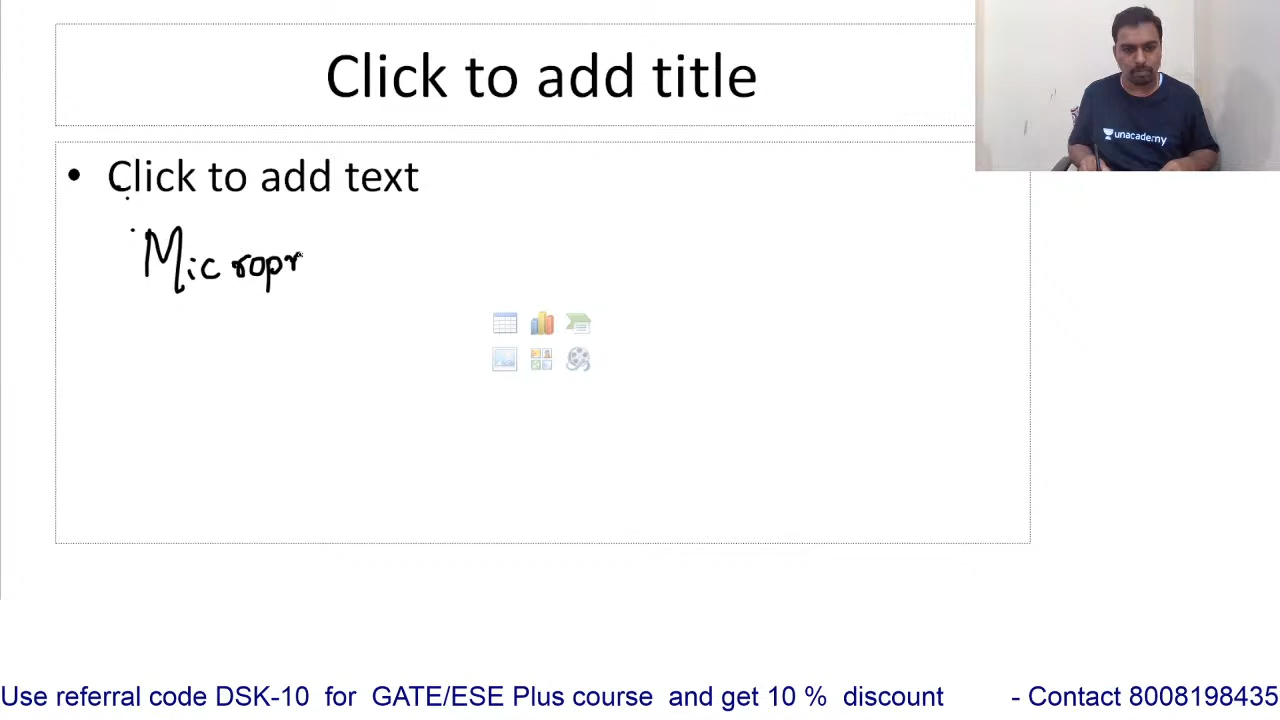 Click to add title
unacademy
• Click to add text
Micropr
Use referral code DSK-10 for GATE/ESE Plus course and get 10 % discount - Contact 8008198435